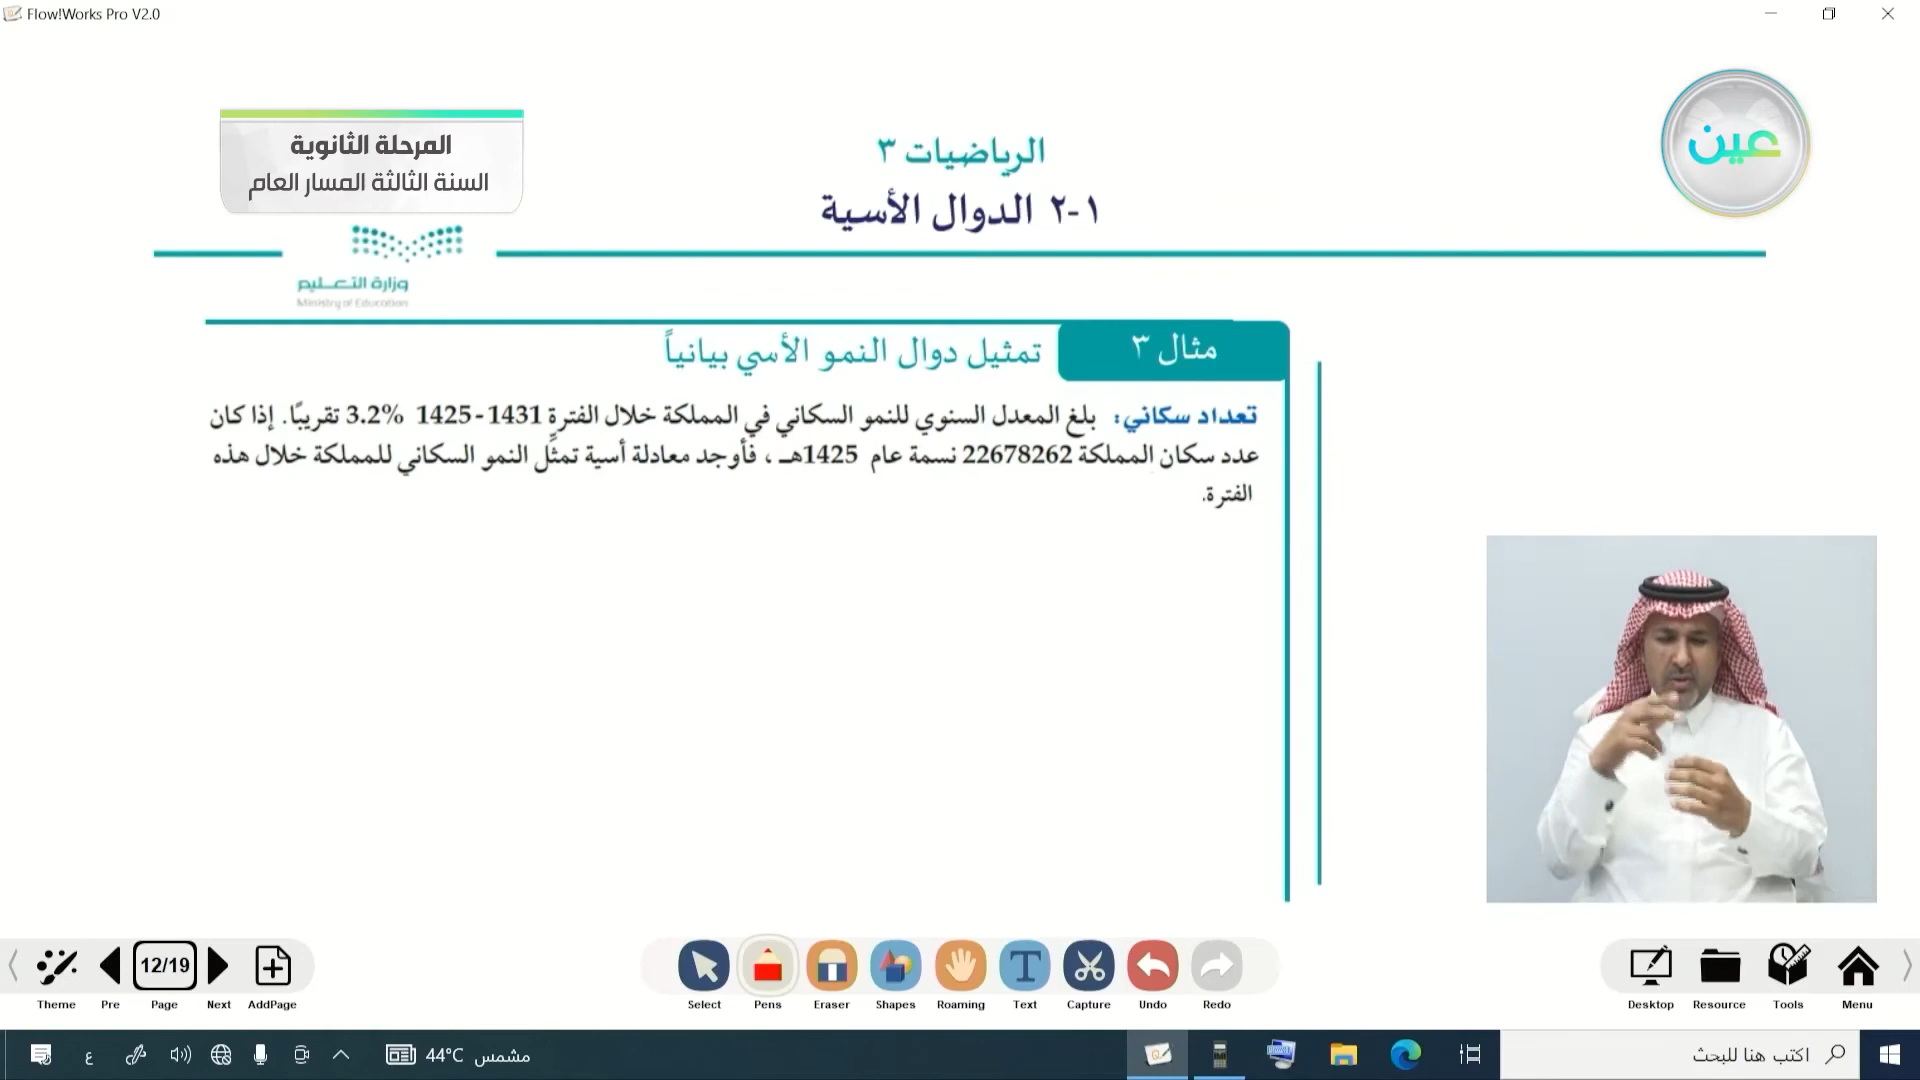 Flow!Works Pro V2.0
عين
المرحلة الثانوية
السنة الثالثة المسار العام
الرياضيات ٣
٢-١ الدوال الأسية
وزارة التعليم
Ministry of Education
مثال ٣
تمثيل دوال النمو الأسي بيانياً
تعداد سكاني: بلغ المعدل السنوي للنمو السكاني في المملكة خلال الفترة 1431 - 1425 3.2% تقريبًا. إذا كان
عدد سكان المملكة 22678262 نسمة عام 1425هـ ، فأوجد معادلة أسية تمثِّل النمو السكاني للمملكة خلال هذه
الفترة.
12/19
Theme
Pre
Page
Next
AddPage
Select
Pens
Eraser
Shapes
Roaming
Text
Capture
Undo
Redo
Desktop
Resource
Tools
Menu
ع
44°C مشمس
اكتب هنا للبحث